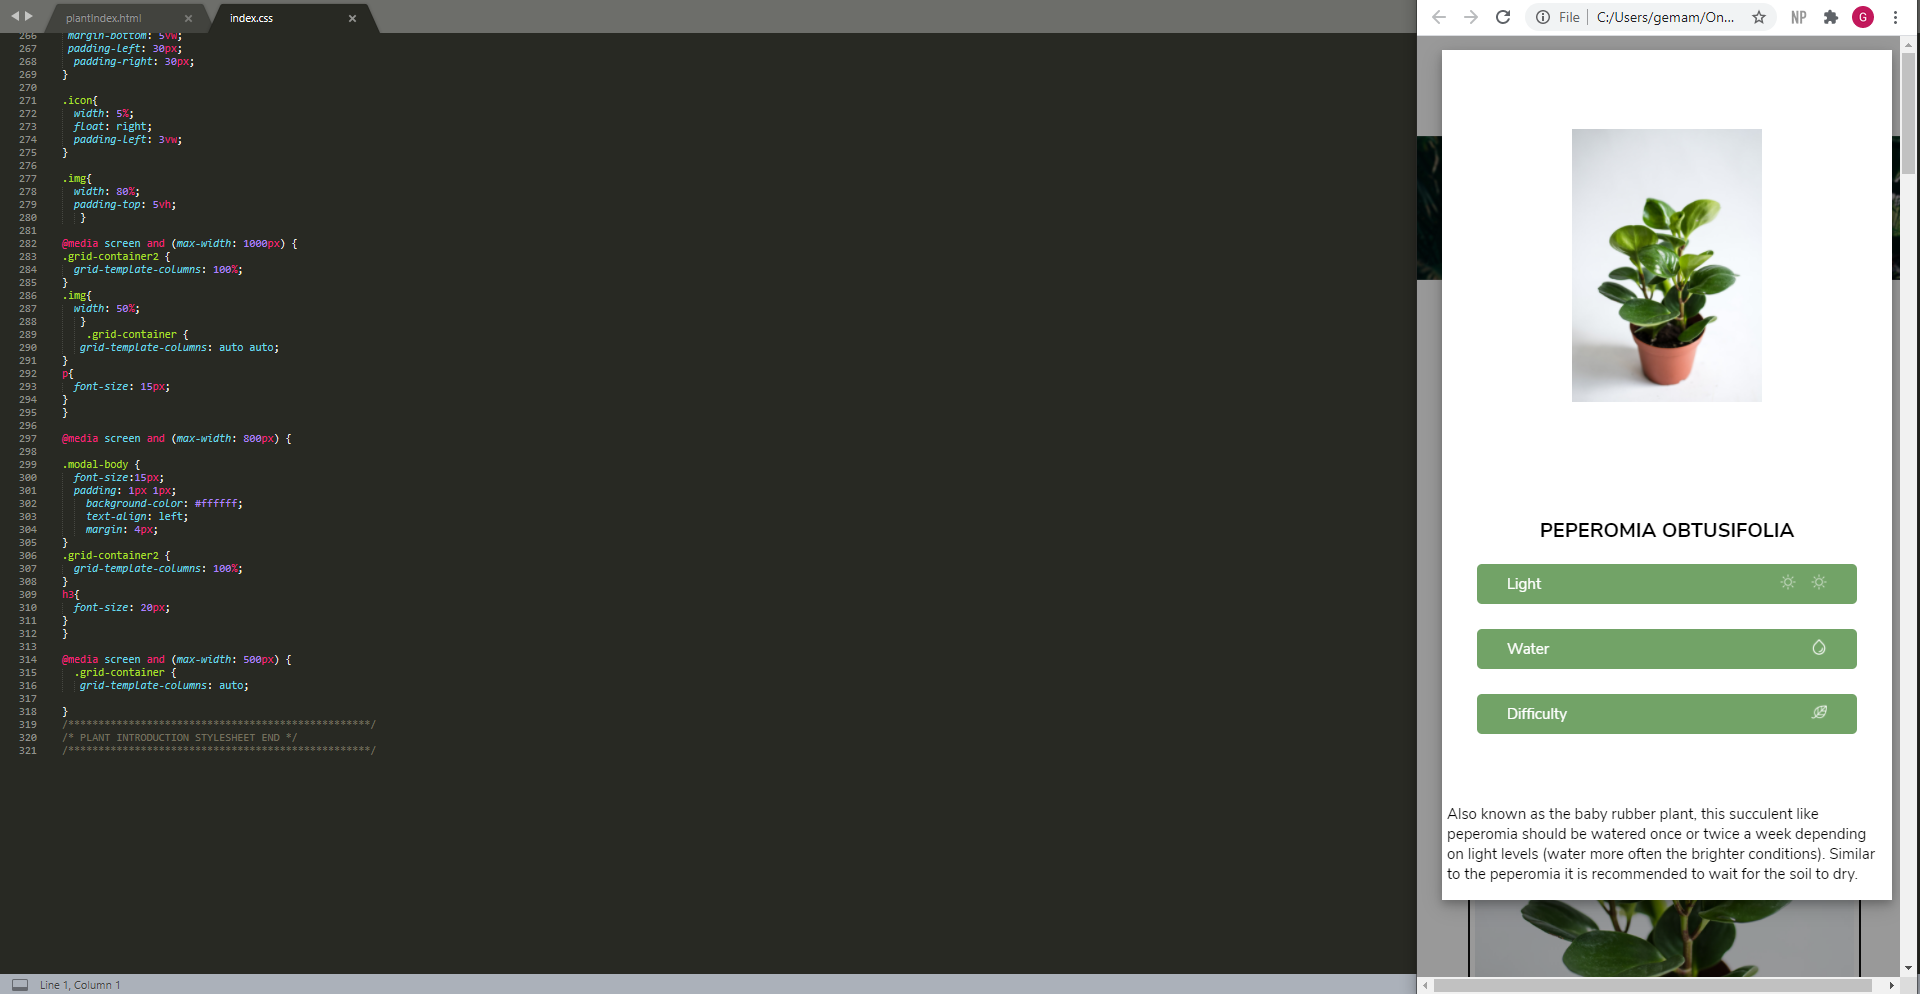 plantIndex.html
index.css
266 margin-bottom: 5vw;
267 padding-left: 30px;
268 padding-right: 30px;
269 }
270
271 .icon{
272 width: 5%;
273 float: right;
274 padding-left: 3vw;
275 }
276
277 .img{
278 width: 80%;
279 padding-top: 5vh;
280 }
281
282 @media screen and (max-width: 1000px) {
283 .grid-container2 {
284 grid-template-columns: 100%;
285 }
286 .img{
287 width: 50%;
288 }
289 .grid-container {
290 grid-template-columns: auto auto;
291 }
292 p{
293 font-size: 15px;
294 }
295 }
296
297 @media screen and (max-width: 800px) {
298
299 .modal-body {
300 font-size:15px;
301 padding: 1px 1px;
302 background-color: #ffffff;
303 text-align: left;
304 margin: 4px;
305 }
306 .grid-container2 {
307 grid-template-columns: 100%;
308 }
309 h3{
310 font-size: 20px;
311 }
312 }
313
314 @media screen and (max-width: 500px) {
315 .grid-container {
316 grid-template-columns: auto;
317
318 }
319 /**************************************************/
320 /* PLANT INTRODUCTION STYLESHEET END */
321 /**************************************************/
Line 1, Column 1
File C:/Users/gemam/On... NP G
PEPEROMIA OBTUSIFOLIA
Light
Water
Difficulty
Also known as the baby rubber plant, this succulent like
peperomia should be watered once or twice a week depending
on light levels (water more often the brighter conditions). Similar
to the peperomia it is recommended to wait for the soil to dry.